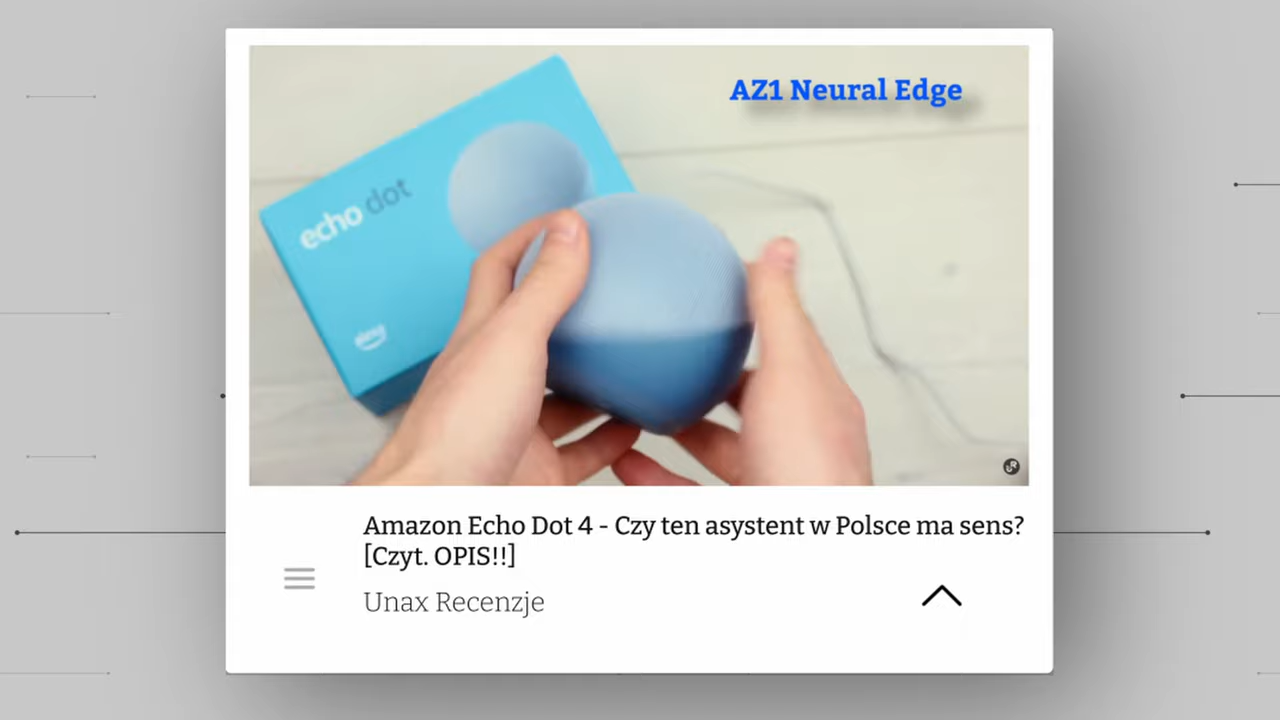 AZ1 Neural Edge
echo dot
Amazon Echo Dot 4 - Czy ten asystent w Polsce ma sens?
[Czyt. OPIS!!]
Unax Recenzje